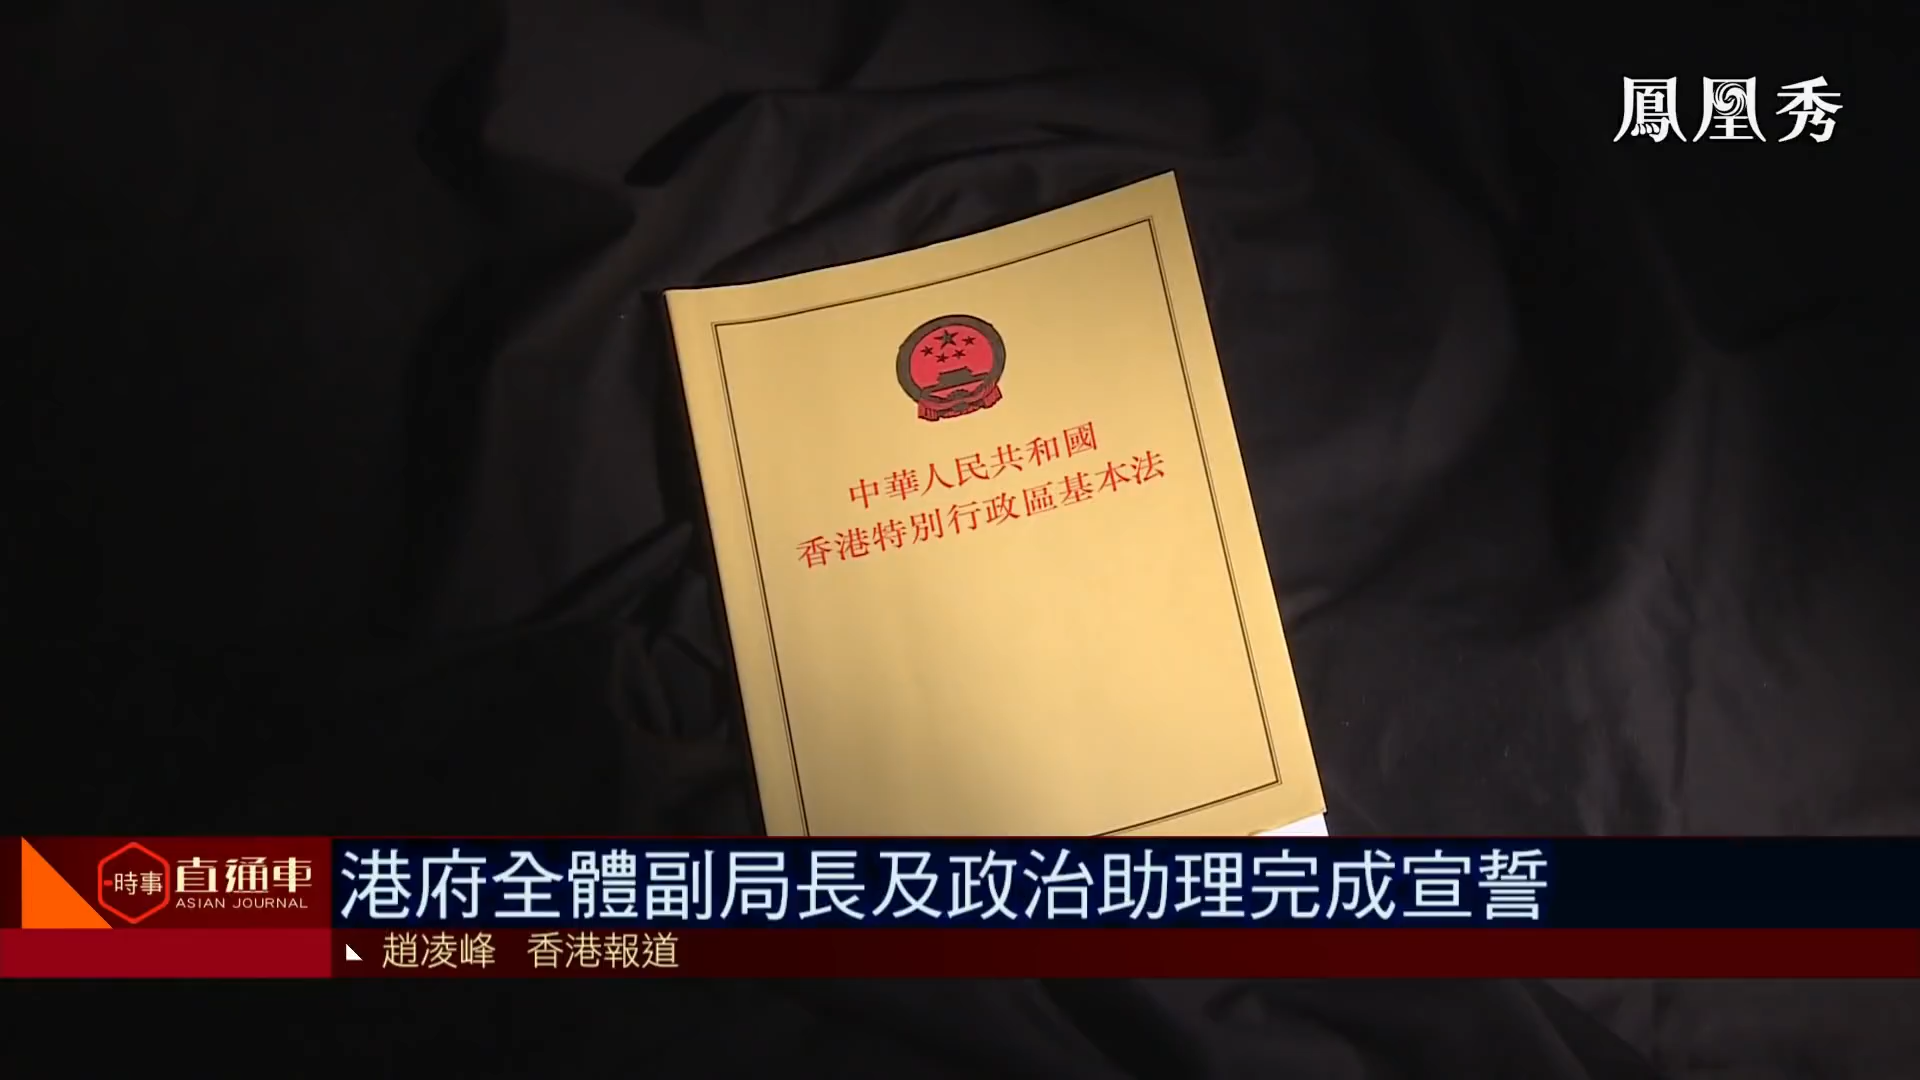 鳳凰秀
中華人民共和國
香港特別行政區基本法
時事 直通車
ASIAN JOURNAL
港府全體副局長及政治助理完成宣誓
趙凌峰 香港報道